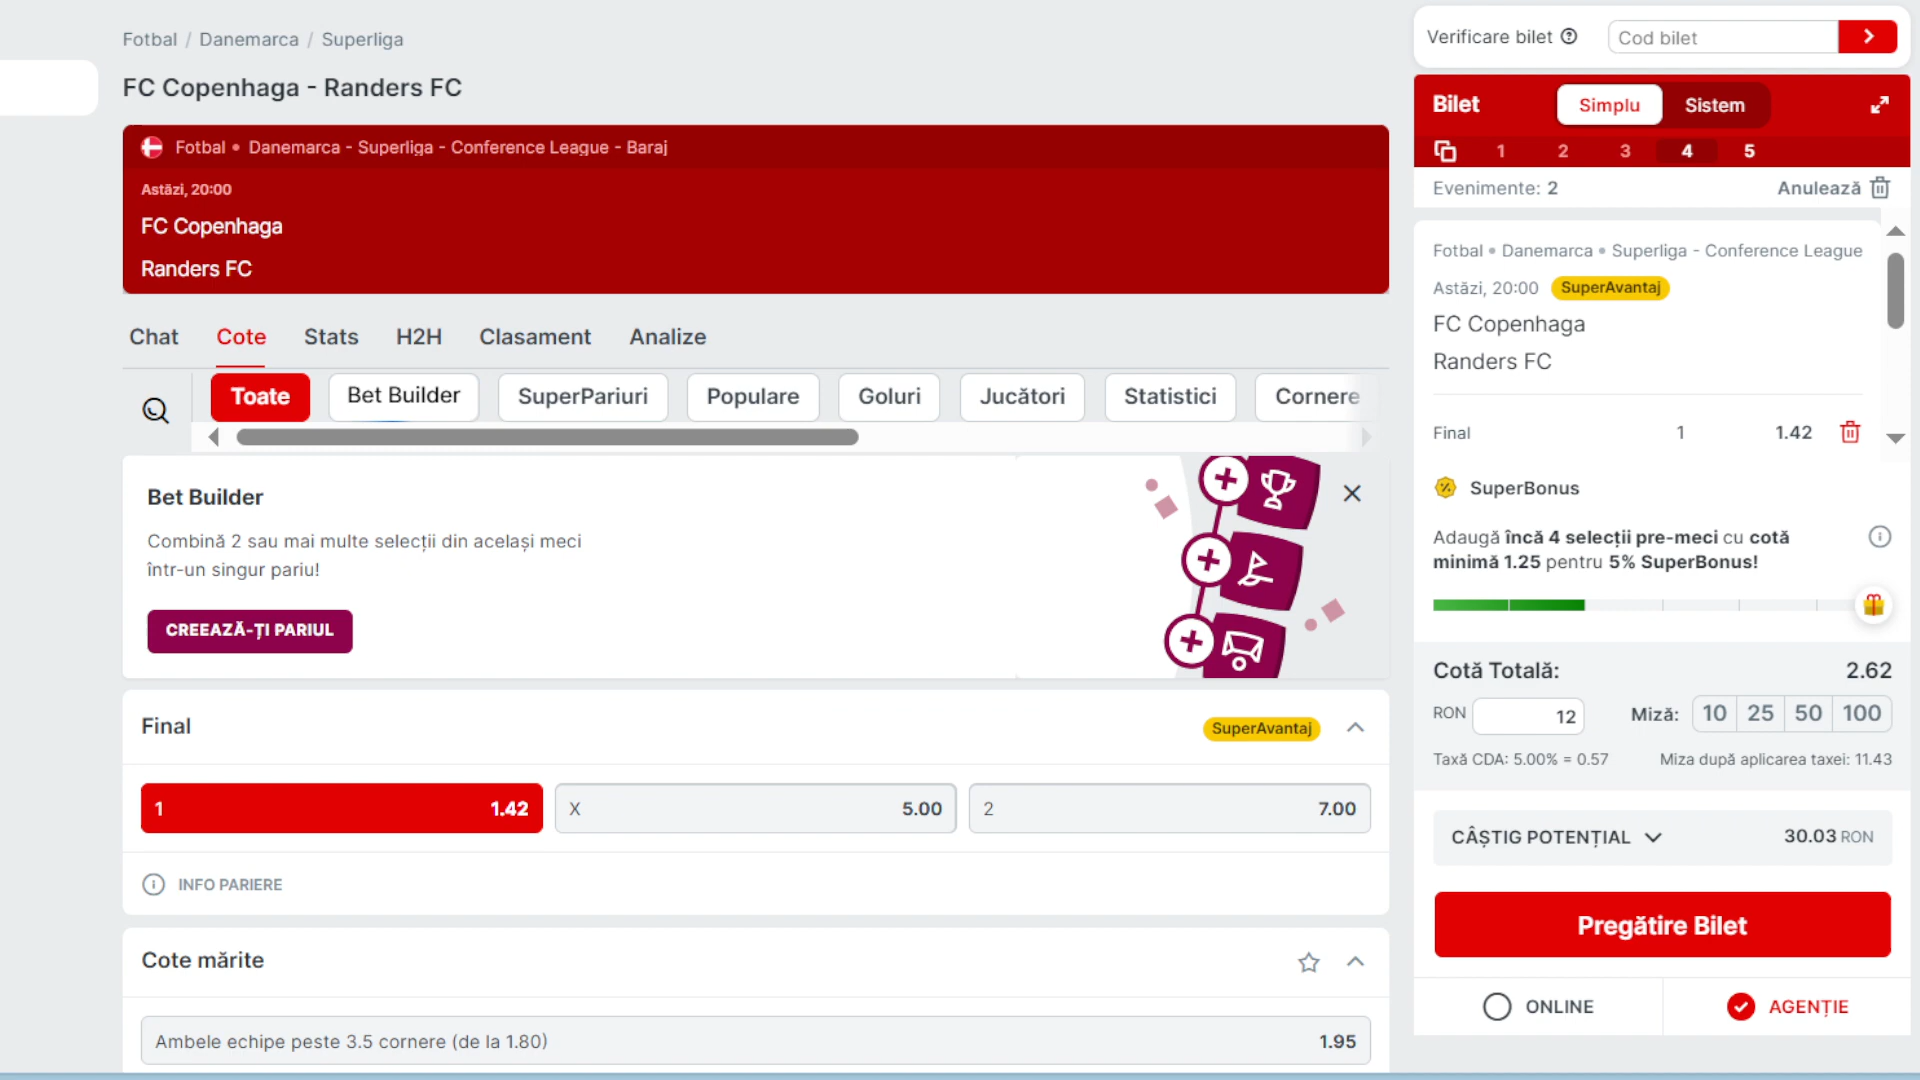 Fotbal / Danemarca / Superliga
FC Copenhaga - Randers FC
Fotbal • Danemarca - Superliga - Conference League - Baraj
Astăzi, 20:00
FC Copenhaga
Randers FC
Chat Cote Stats H2H Clasament Analize
Toate Bet Builder SuperPariuri Populare Goluri Jucători Statistici Cornere
Bet Builder
Combină 2 sau mai multe selecții din același meci
într-un singur pariu!
CREEAZĂ-ȚI PARIUL
Final SuperAvantaj
1 1.42 X 5.00 2 7.00
INFO PARIERE
Cote mărite
Ambele echipe peste 3.5 cornere (de la 1.80) 1.95
Verificare bilet Cod bilet
Bilet Simplu Sistem
1 2 3 4 5
Evenimente: 2 Anulează
Fotbal • Danemarca • Superliga - Conference League
Astăzi, 20:00 SuperAvantaj
FC Copenhaga
Randers FC
Final 1 1.42
SuperBonus
Adaugă încă 4 selecții pre-meci cu cotă
minimă 1.25 pentru 5% SuperBonus!
Cotă Totală: 2.62
RON 12 Miză: 10 25 50 100
Taxă CDA: 5.00% = 0.57 Miza după aplicarea taxei: 11.43
CÂȘTIG POTENȚIAL 30.03 RON
Pregătire Bilet
ONLINE AGENȚIE